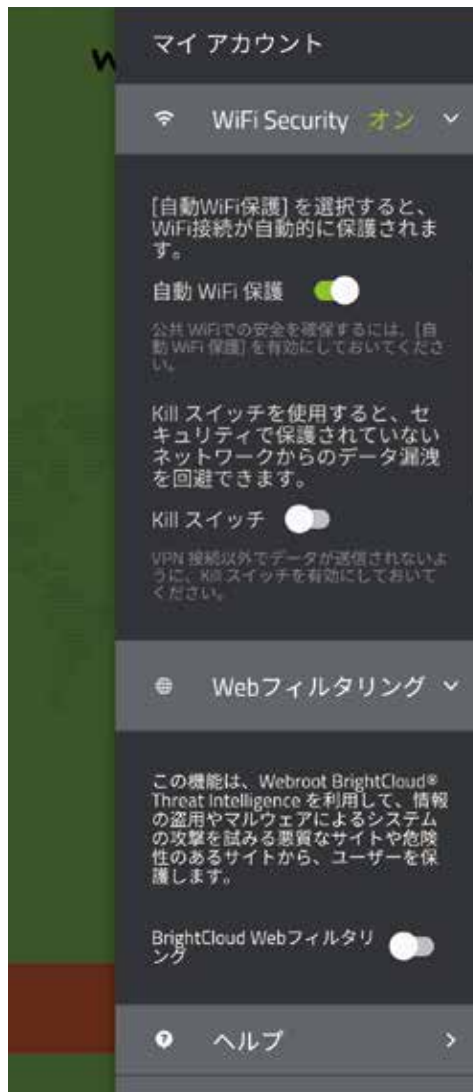 W
マイ アカウント
WiFi Security オン
[自動WiFi保護] を選択すると、
WiFi接続が自動的に保護されま
す。
自動 WiFi 保護
公共 WiFiでの安全を確保するには、[自
動 WiFi 保護] を有効にしておいてくださ
い。
Kill スイッチを使用すると、セ
キュリティで保護されていない
ネットワークからのデータ漏洩
を回避できます。
Kill スイッチ
VPN 接続以外でデータが送信されないよ
うに、Kill スイッチを有効にしておいて
ください。
Webフィルタリング
この機能は、Webroot BrightCloud®
Threat Intelligence を利用して、情報
の盗用やマルウェアによるシステム
の攻撃を試みる悪質なサイトや危険
性のあるサイトから、ユーザーを保
護します。
BrightCloud Webフィルタリ
ング
ヘルプ